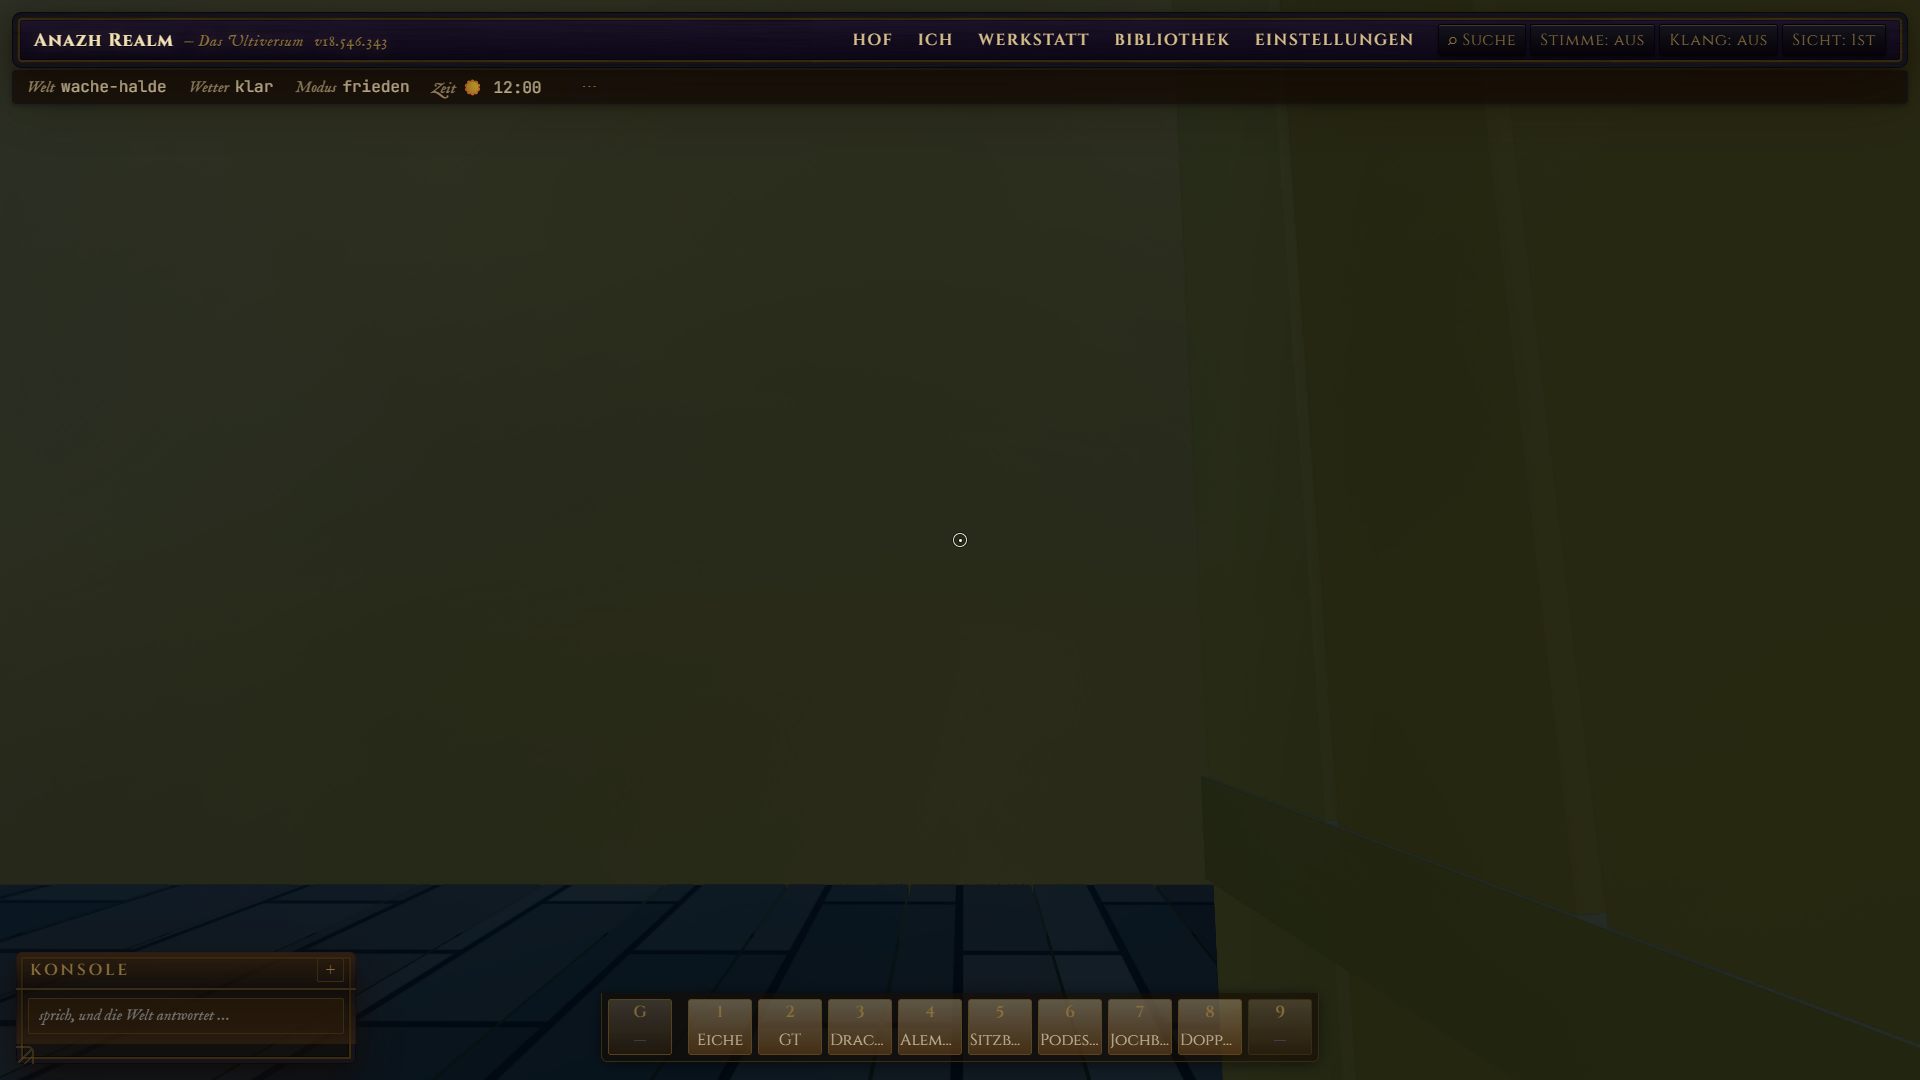 Anazh Realm – Das Ultiversum v18.546.343
HOF ICH WERKSTATT BIBLIOTHEK EINSTELLUNGEN ⌕ SUCHE STIMME: AUS KLANG: AUS SICHT: IST
Welt wache-halde Wetter klar Modus frieden Zeit 12:00 ...
KONSOLE +
sprich, und die Welt antwortet ...
G 1 2 3 4 5 6 7 8 9
— EICHE GT DRAC... ALEM... SITZB... PODES... JOCHB... DOPP... —